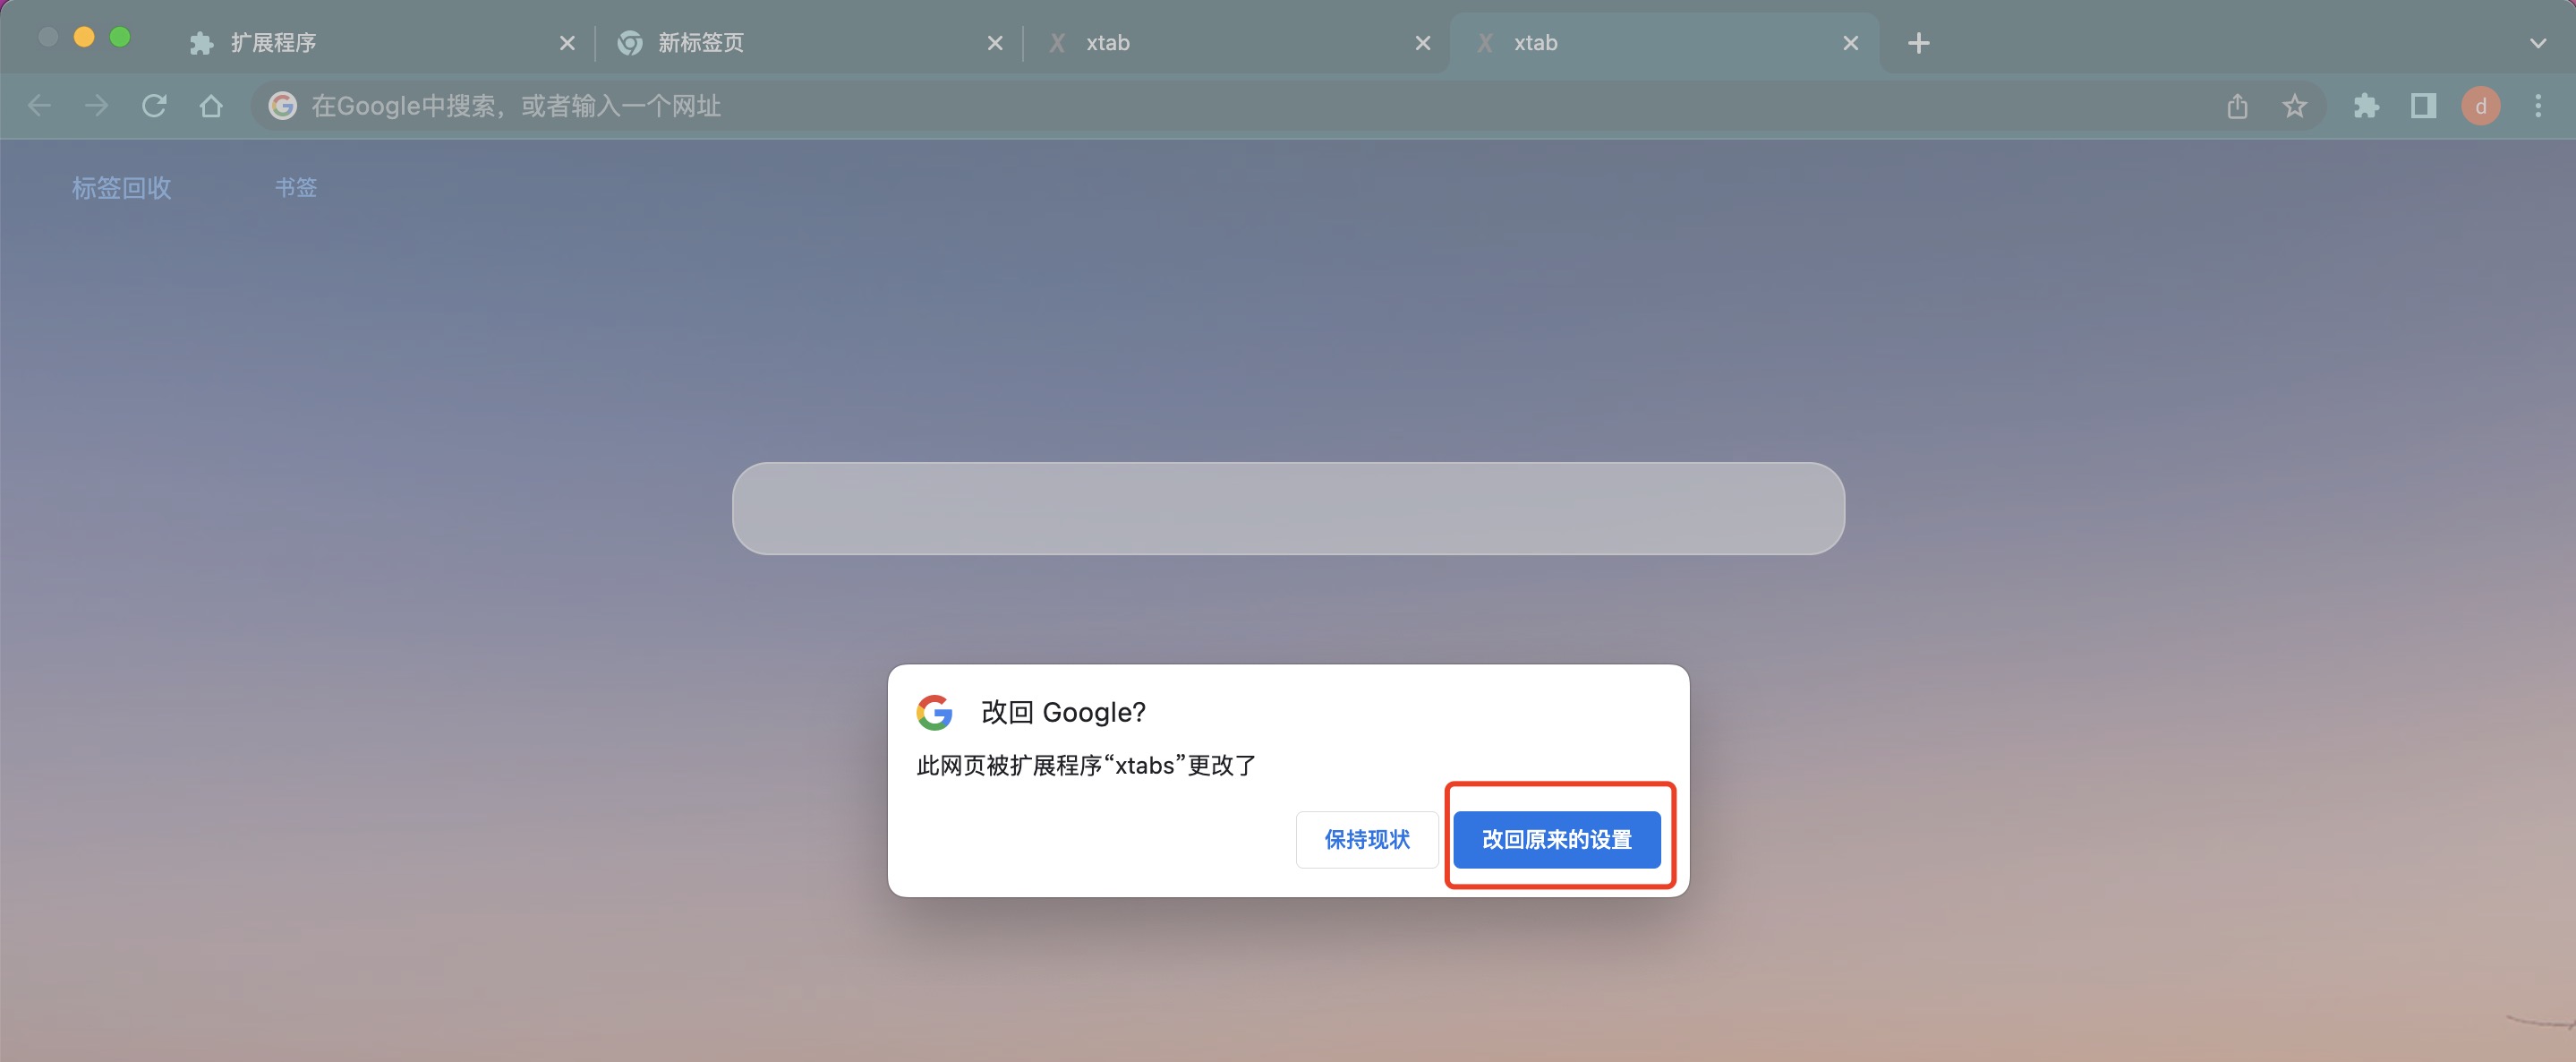 扩展程序
新标签页
xtab
xtab
在Google中搜索，或者输入一个网址
d
标签回收
书签
改回 Google?
此网页被扩展程序“xtabs”更改了
保持现状
改回原来的设置